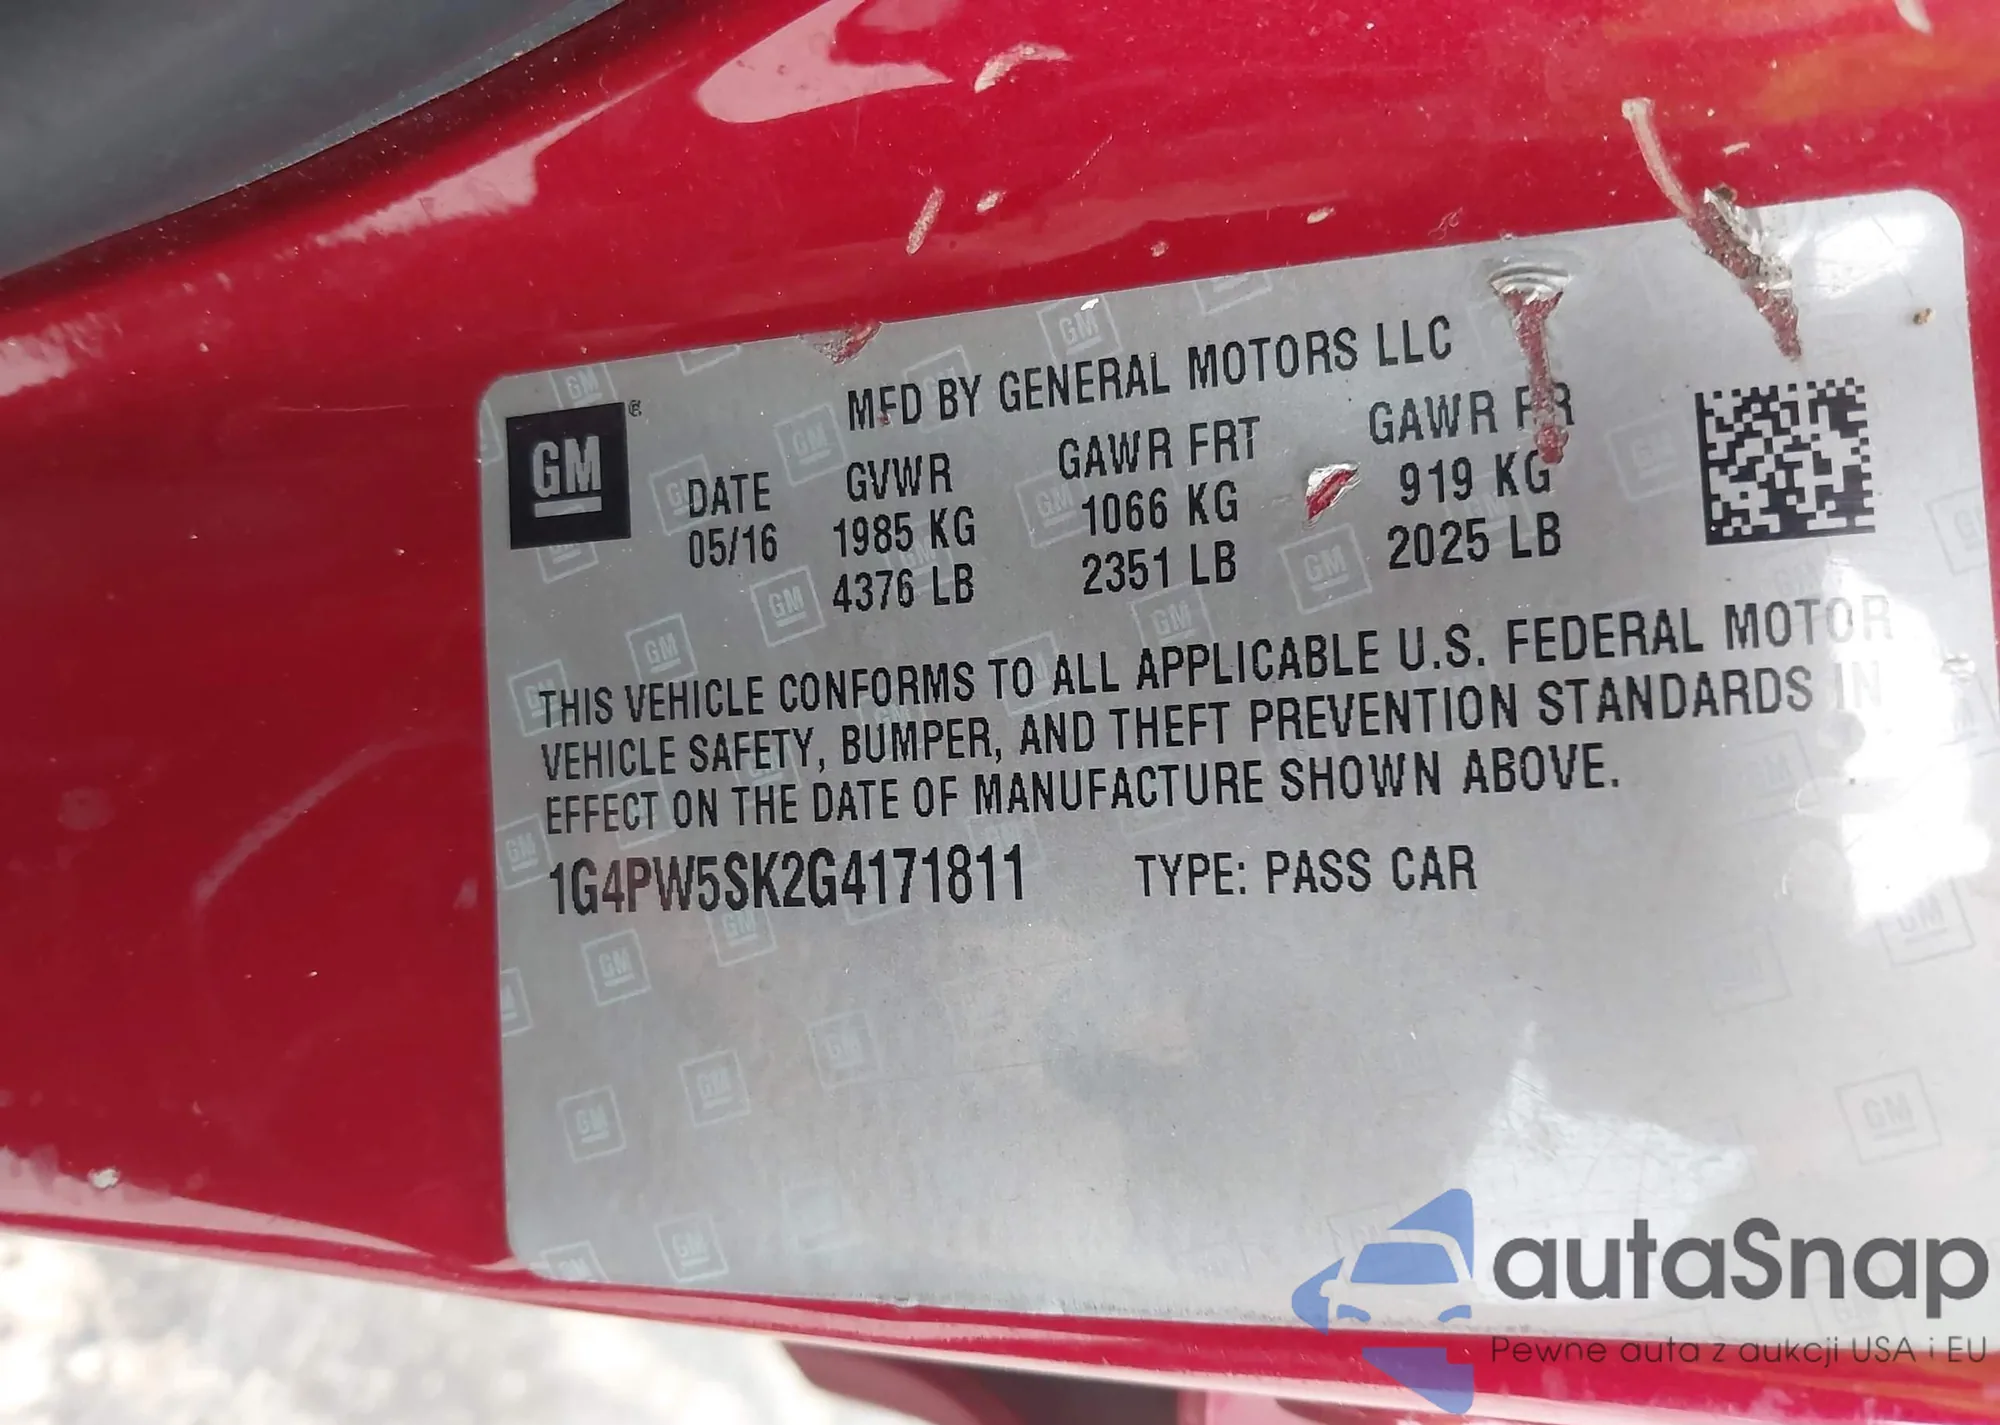 MFD BY GENERAL MOTORS LLC
GM ®
DATE GVWR GAWR FRT GAWR RR
05/16 1985 KG 1066 KG 919 KG
4376 LB 2351 LB 2025 LB
THIS VEHICLE CONFORMS TO ALL APPLICABLE U.S. FEDERAL MOTOR
VEHICLE SAFETY, BUMPER, AND THEFT PREVENTION STANDARDS IN
EFFECT ON THE DATE OF MANUFACTURE SHOWN ABOVE.
1G4PW5SK2G4171811 TYPE: PASS CAR
autaSnap
Pewne auta z aukcji USA i EU